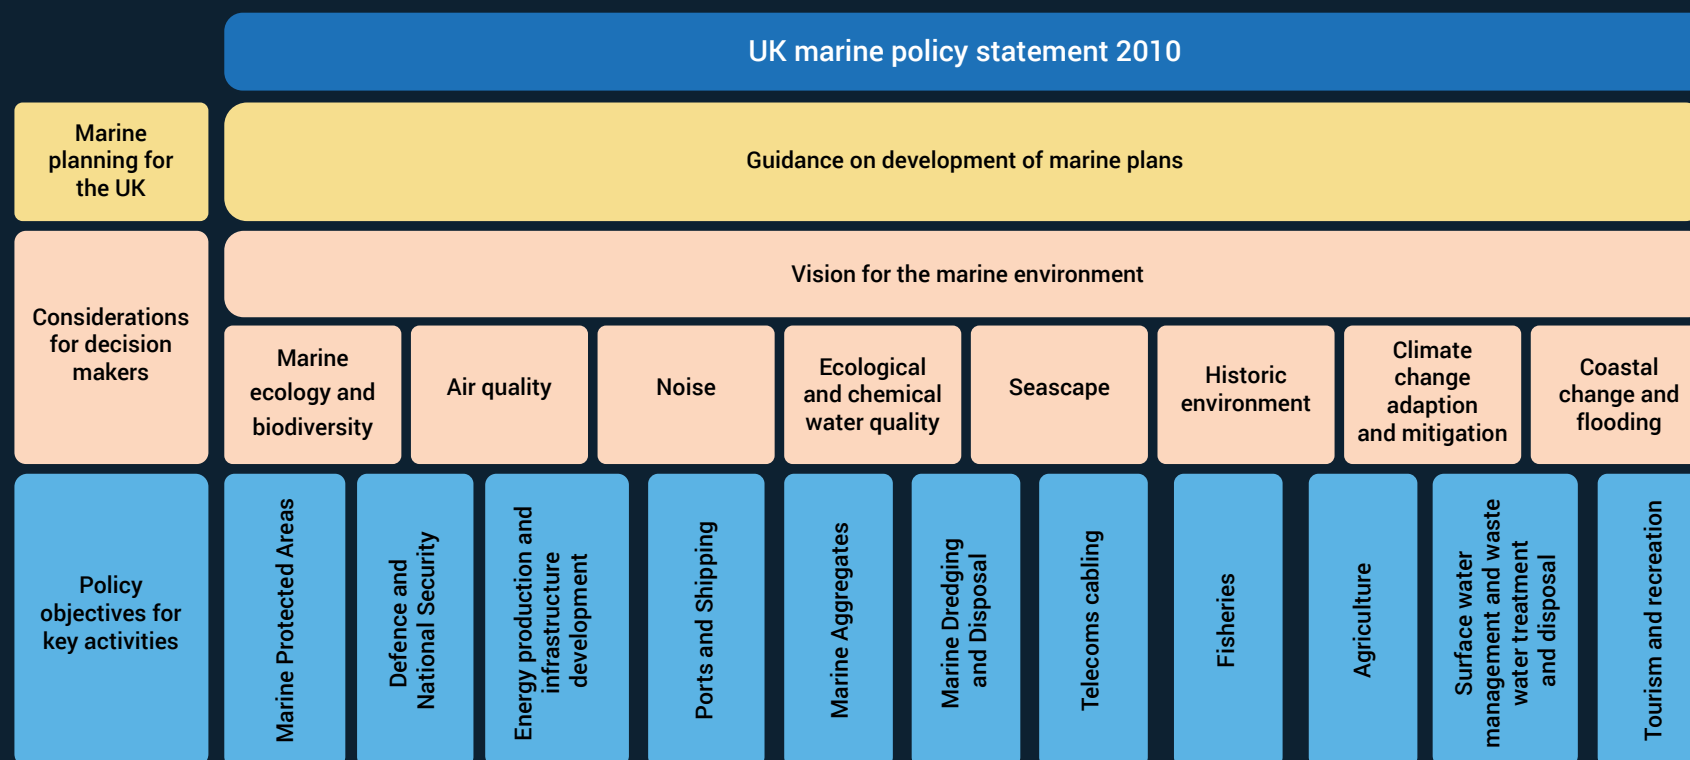 UK marine policy statement 2010
Marine
planning for
the UK
Guidance on development of marine plans
Considerations
for decision
makers
Vision for the marine environment
Marine
ecology and
biodiversity
Air quality
Noise
Ecological
and chemical
water quality
Seascape
Historic
environment
Climate
change
adaption
and mitigation
Coastal
change and
flooding
Policy
objectives for
key activities
Marine Protected Areas
Defence and
National Security
Energy production and
infrastructure
development
Ports and Shipping
Marine Aggregates
Marine Dredging
and Disposal
Telecoms cabling
Fisheries
Agriculture
Surface water
management and waste
water treatment
and disposal
Tourism and recreation